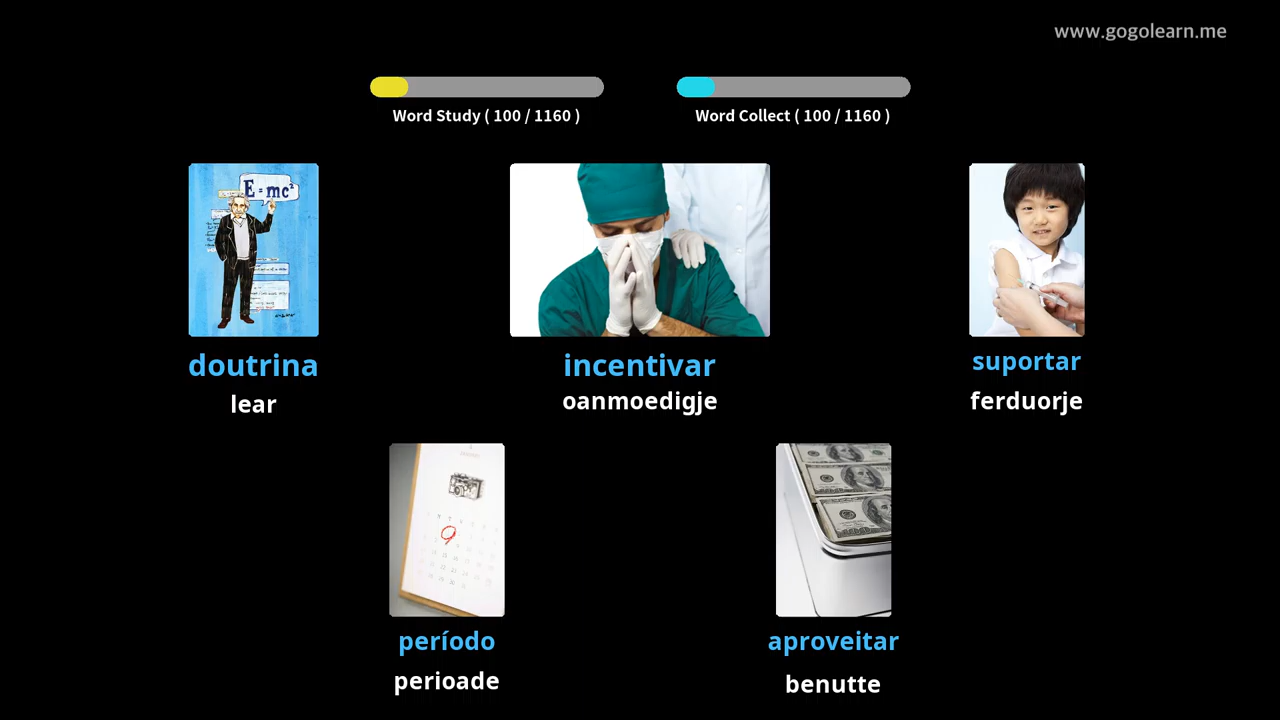 www.gogolearn.me
Word Study ( 100 / 1160 )
Word Collect ( 100 / 1160 )
E = mc²
doutrina
lear
incentivar
oanmoedigje
suportar
ferduorje
período
perioade
aproveitar
benutte